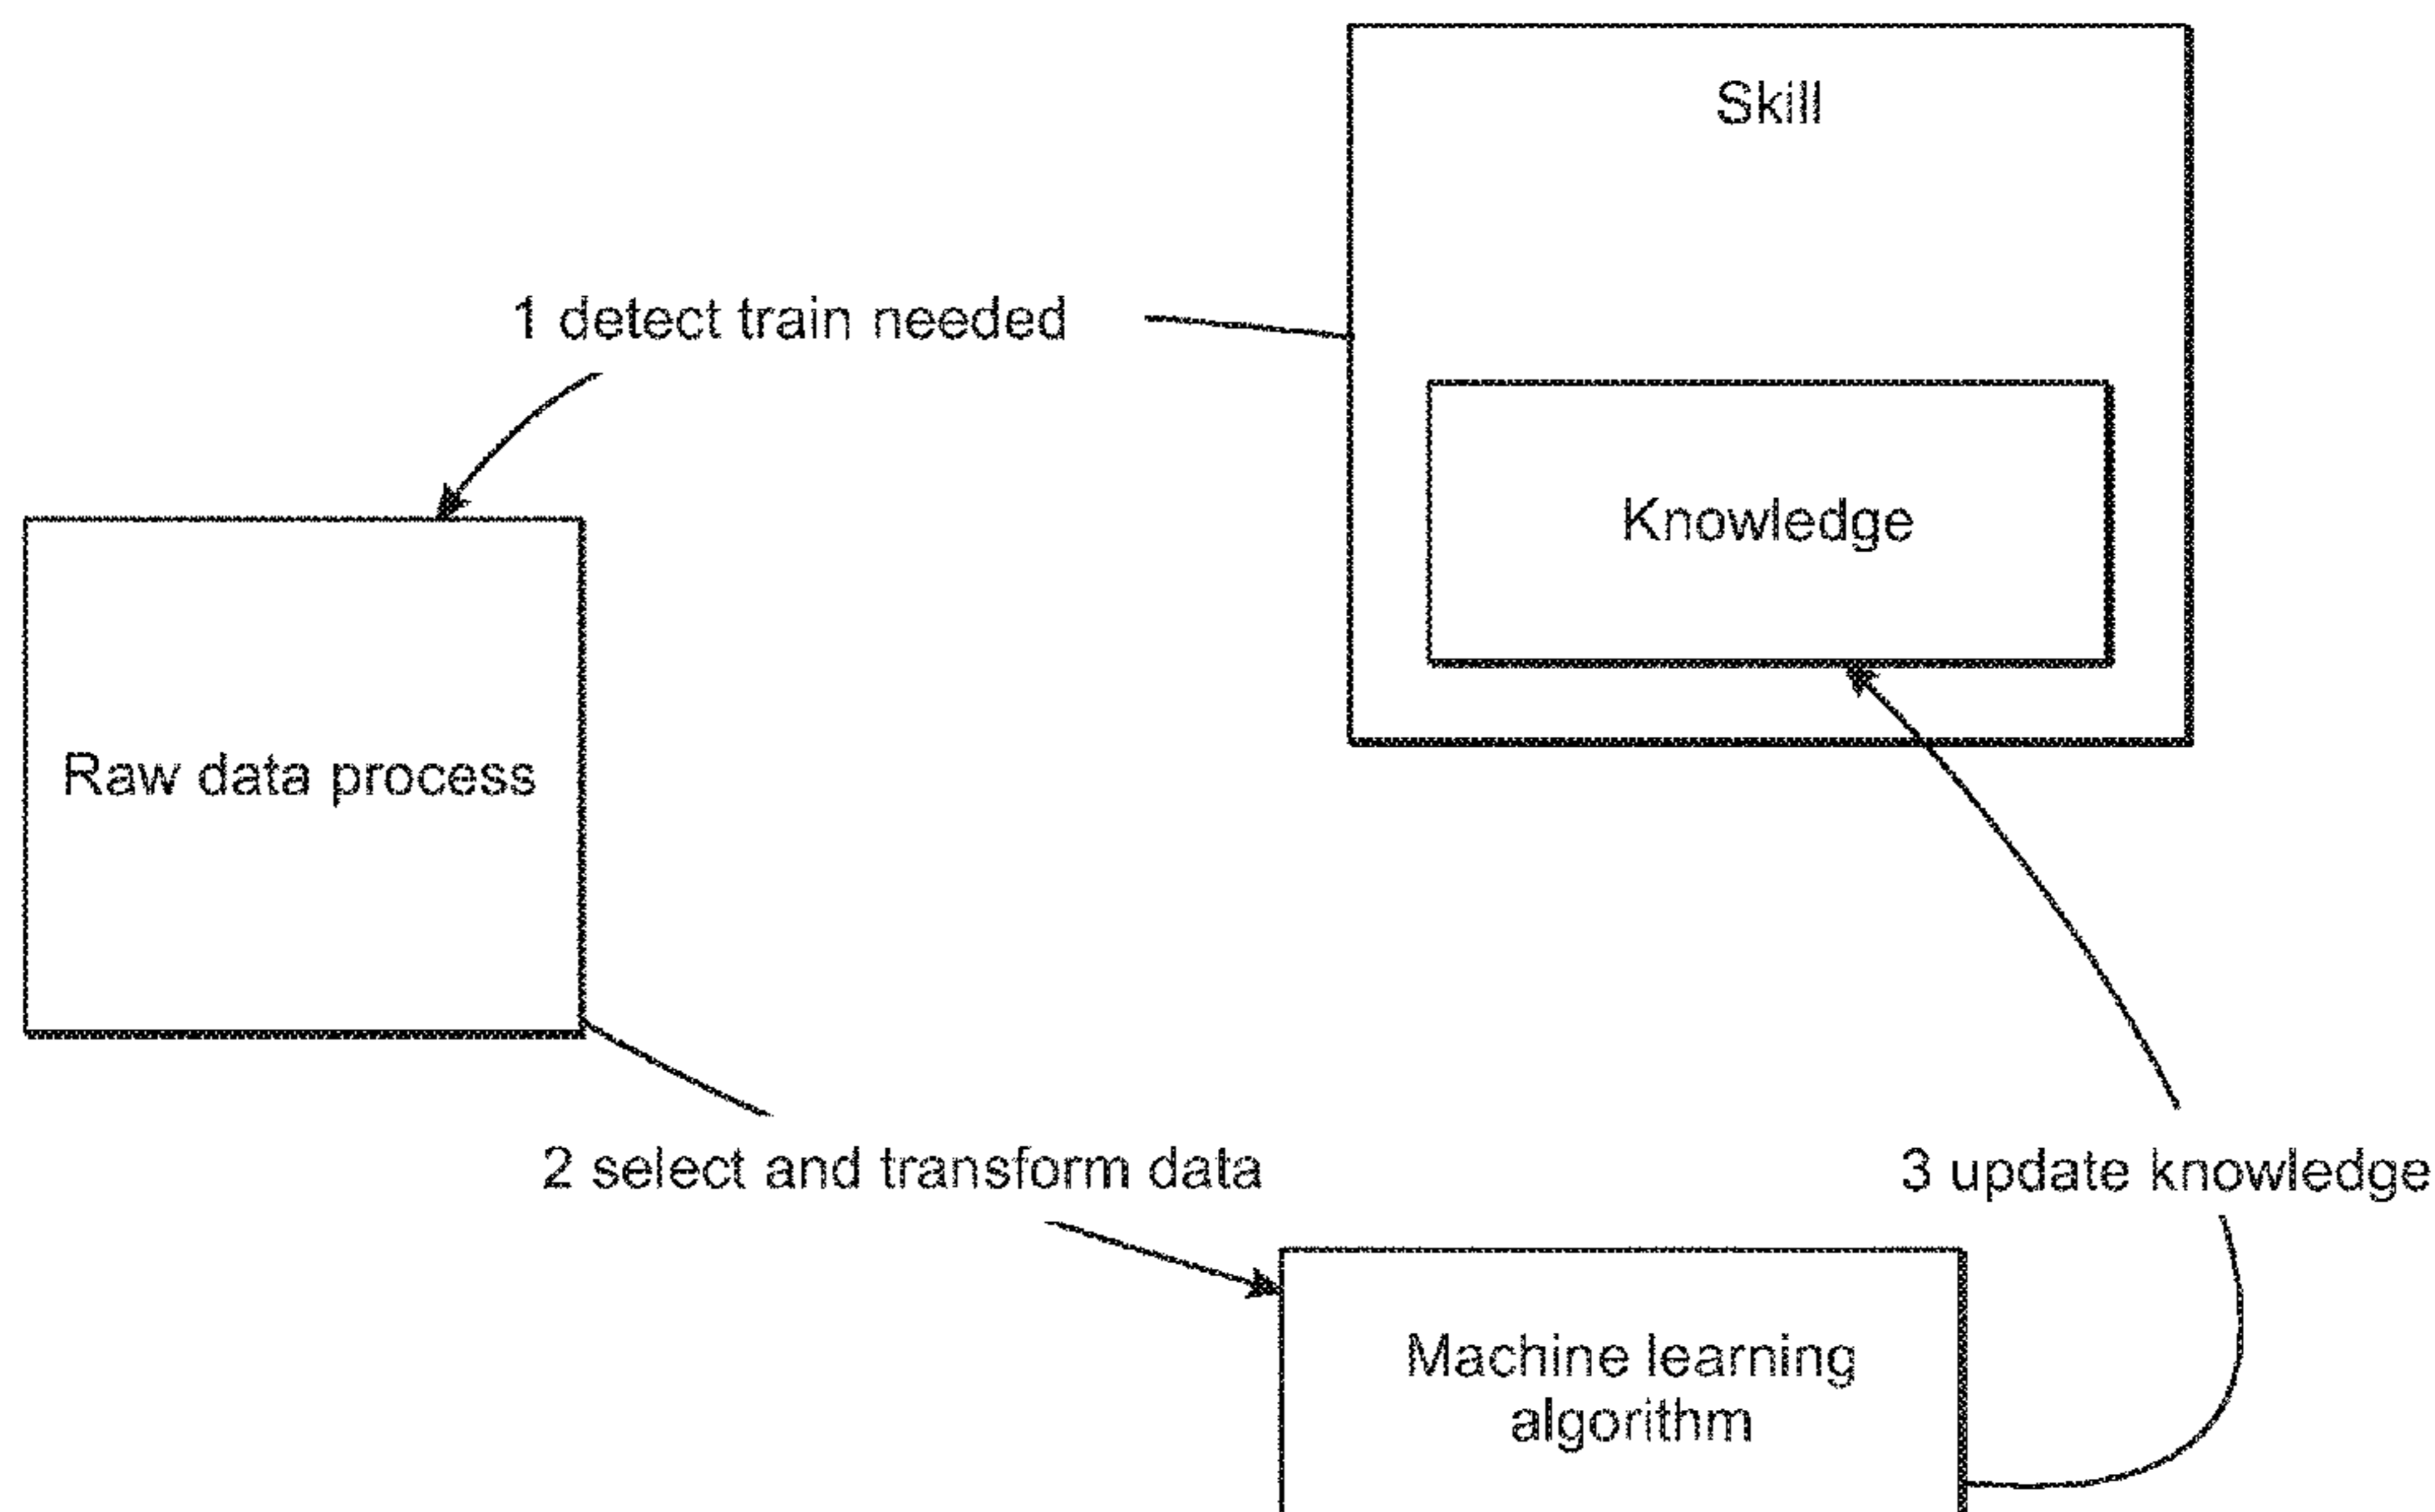 Skill
1 detect train needed
Knowledge
Raw data process
2 select and transform data
3 update knowledge
Machine learning
algorithm